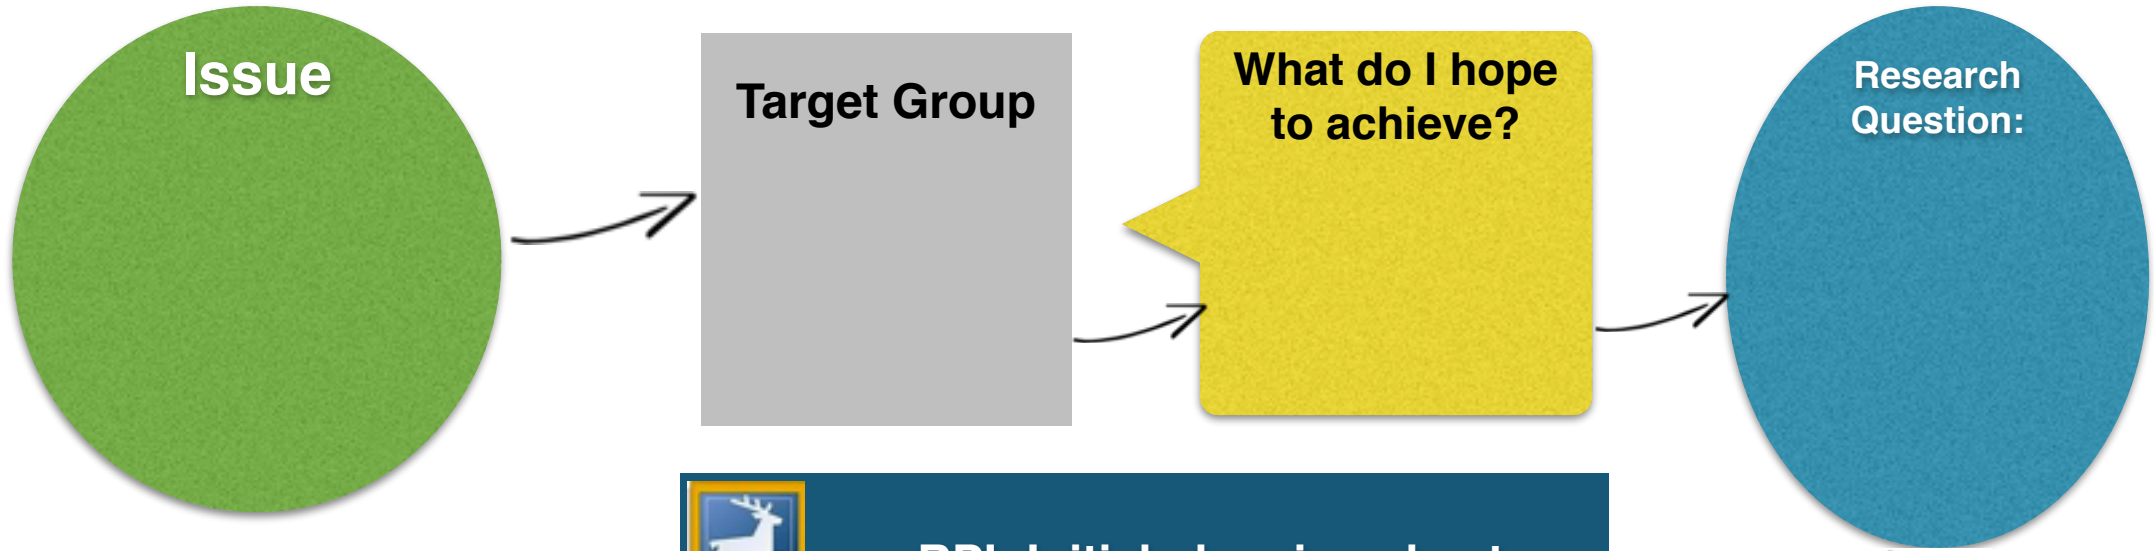 Issue
Target Group
What do I hope
to achieve?
Research
Question: